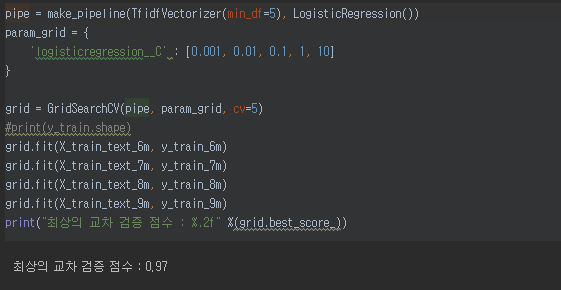 pipe = make_pipeline(TfidfVectorizer(min_df=5), LogisticRegression())
param_grid = {
    'logisticregression__C' : [0.001, 0.01, 0.1, 1, 10]
}
grid = GridSearchCV(pipe, param_grid, cv=5)
#print(y_train.shape)
grid.fit(X_train_text_6m, y_train_6m)
grid.fit(X_train_text_7m, y_train_7m)
grid.fit(X_train_text_8m, y_train_8m)
grid.fit(X_train_text_9m, y_train_9m)
print("최상의 교차 검증 점수 : %.2f" %(grid.best_score_))
최상의 교차 검증 점수 : 0.97